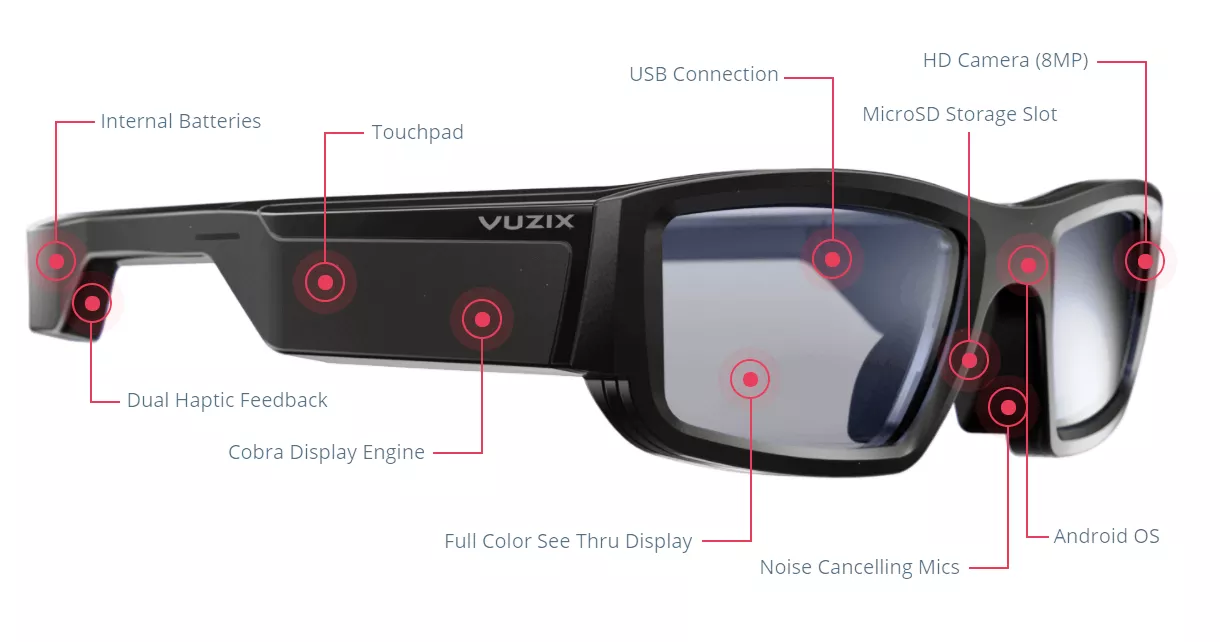 HD Camera (8MP)
USB Connection
MicroSD Storage Slot
Internal Batteries
Touchpad
VUZIX
Dual Haptic Feedback
Cobra Display Engine
Full Color See Thru Display
Android OS
Noise Cancelling Mics